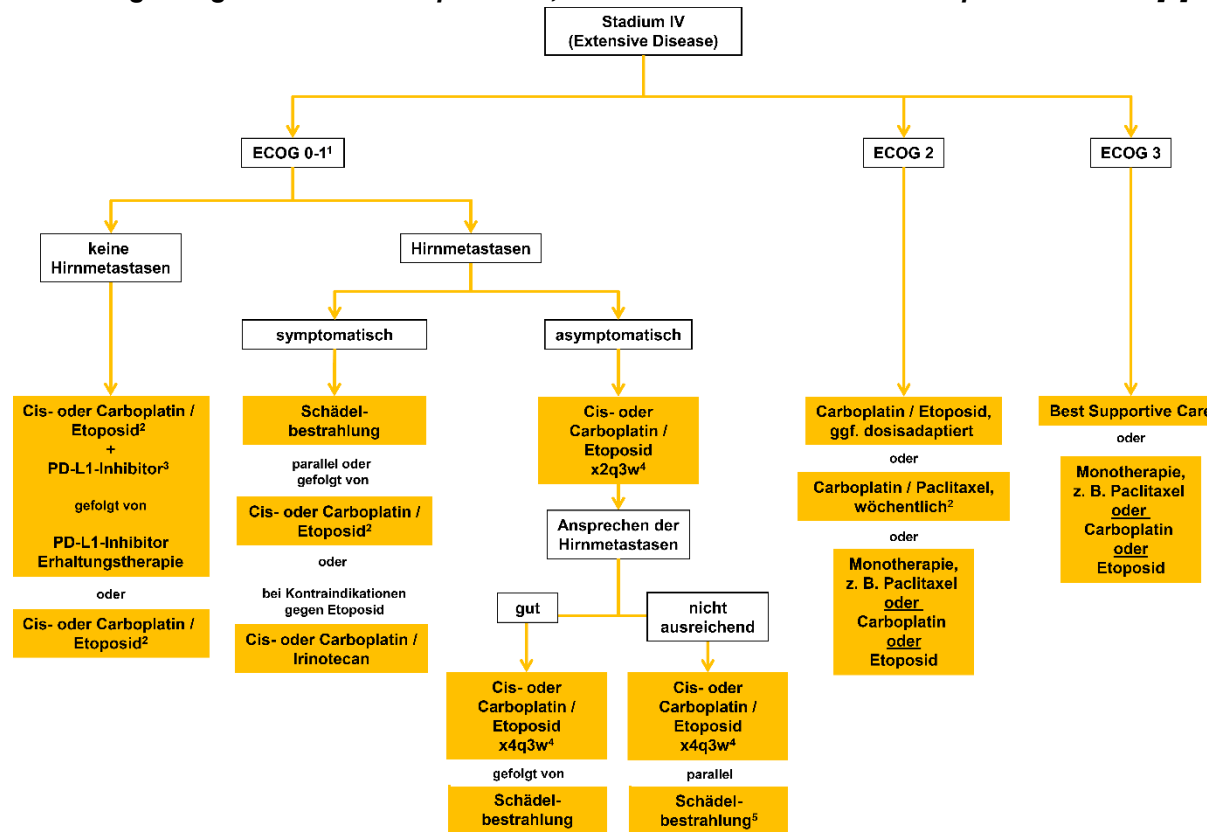 Stadium IV
(Extensive Disease)
ECOG 0-1¹
ECOG 2
ECOG 3
keine
Hirnmetastasen
Hirnmetastasen
symptomatisch
asymptomatisch
Cis- oder Carboplatin /
Etoposid²
+
PD-L1-Inhibitor³
gefolgt von
PD-L1-Inhibitor
Erhaltungstherapie
oder
Cis- oder Carboplatin /
Etoposid²
Schädel-
bestrahlung
parallel oder
gefolgt von
Cis- oder Carboplatin /
Etoposid²
oder
bei Kontraindikationen
gegen Etoposid
Cis- oder Carboplatin /
Irinotecan
Cis- oder
Carboplatin /
Etoposid
x2q3w⁴
Ansprechen der
Hirnmetastasen
gut
nicht
ausreichend
Cis- oder
Carboplatin /
Etoposid
x4q3w⁴
gefolgt von
Schädel-
bestrahlung
Cis- oder
Carboplatin /
Etoposid
x4q3w⁴
parallel
Schädel-
bestrahlung⁵
Carboplatin / Etoposid,
ggf. dosisadaptiert
oder
Carboplatin / Paclitaxel,
wöchentlich²
oder
Monotherapie,
z. B. Paclitaxel
oder
Carboplatin
oder
Etoposid
Best Supportive Care
oder
Monotherapie,
z. B. Paclitaxel
oder
Carboplatin
oder
Etoposid